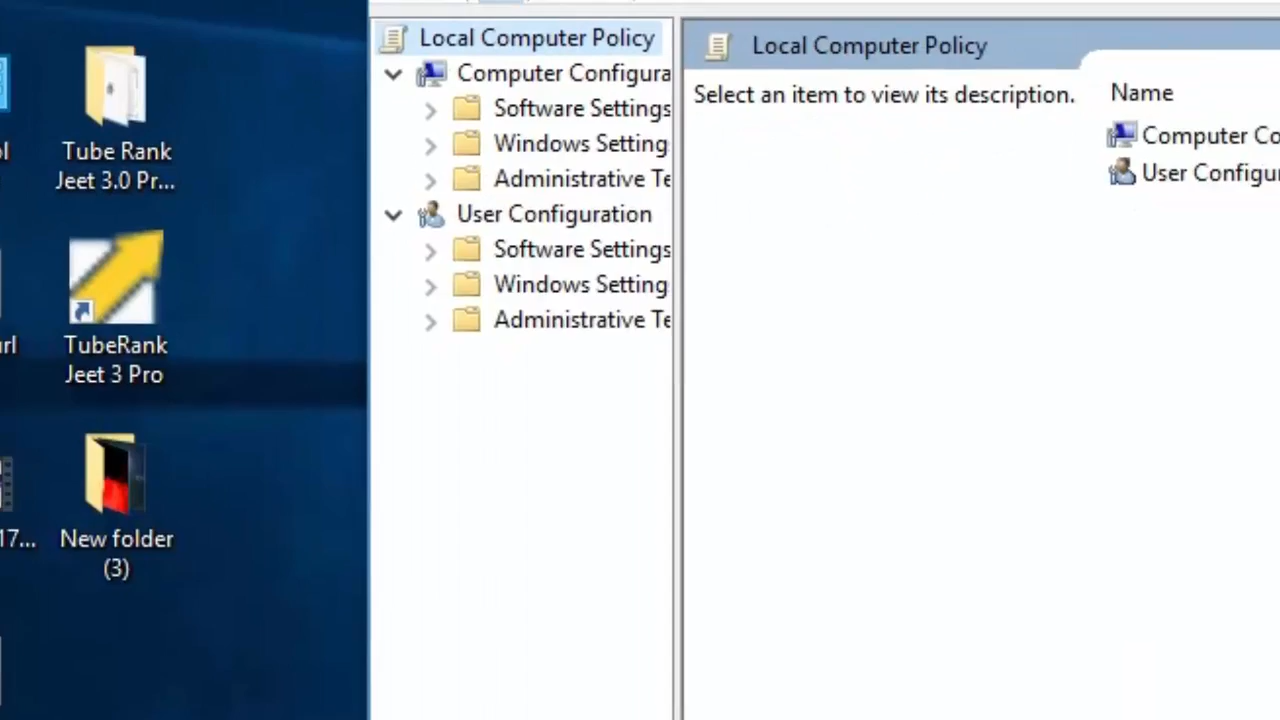 Tube Rank
Jeet 3.0 Pr...
TubeRank
Jeet 3 Pro
17...
New folder
(3)
Local Computer Policy
Computer Configura
Software Settings
Windows Setting
Administrative Te
User Configuration
Software Settings
Windows Setting
Administrative Te
Local Computer Policy
Select an item to view its description.
Name
Computer Co
User Configur